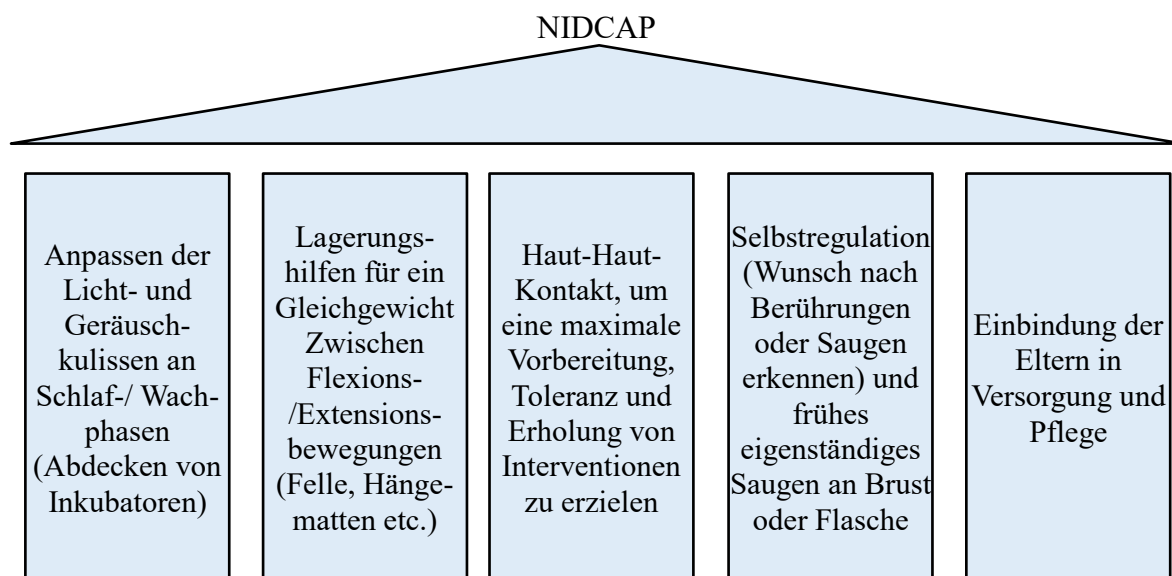 NIDCAP
Anpassen der
Licht- und
Geräusch-
kulissen an
Schlaf-/ Wach-
phasen
(Abdecken von
Inkubatoren)
Lagerungs-
hilfen für ein
Gleichgewicht
Zwischen
Flexions-
/Extensions-
bewegungen
(Felle, Hänge-
matten etc.)
Haut-Haut-
Kontakt, um
eine maximale
Vorbereitung,
Toleranz und
Erholung von
Interventionen
zu erzielen
Selbstregulation
(Wunsch nach
Berührungen
oder Saugen
erkennen) und
frühes
eigenständiges
Saugen an Brust
oder Flasche
Einbindung der
Eltern in
Versorgung und
Pflege